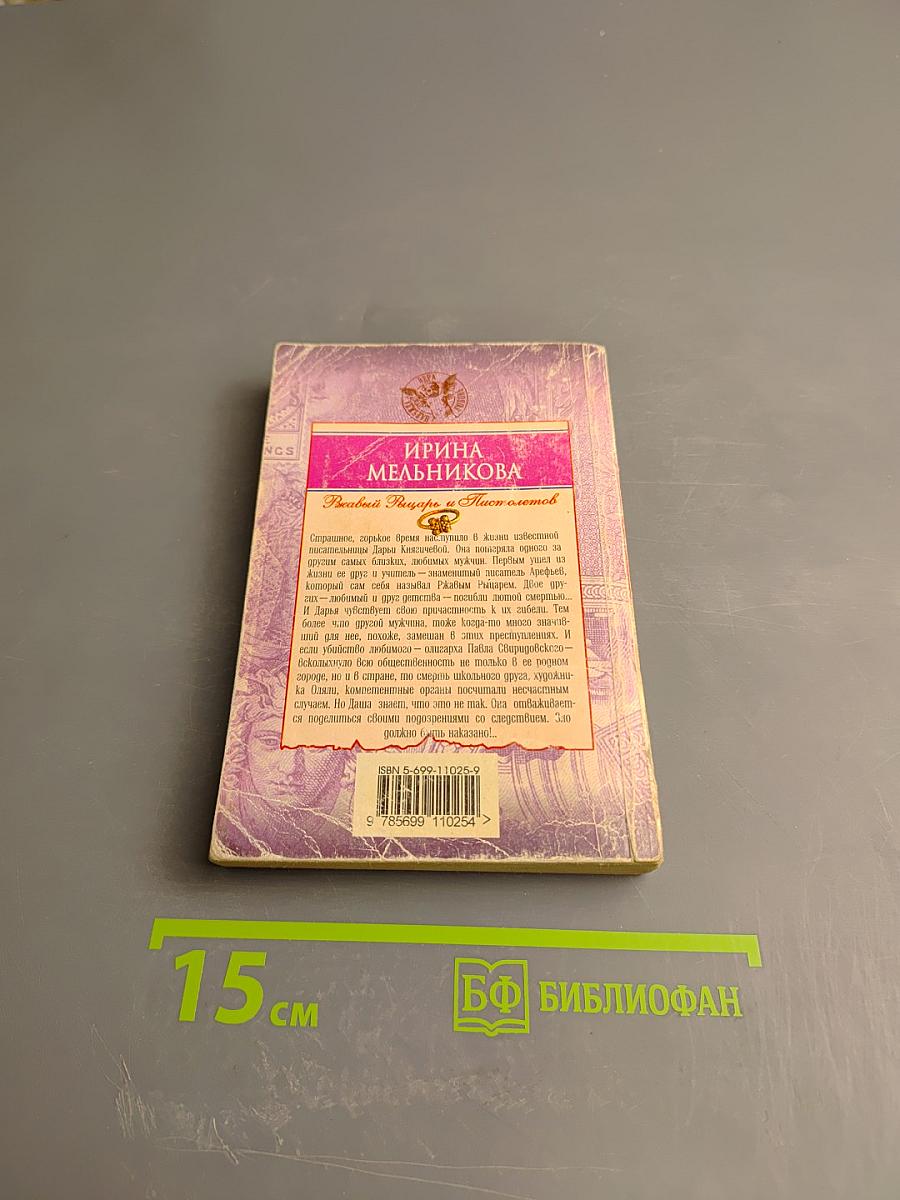 NGS
ИРИНА
МЕЛЬНИКОВА
Ржавый Рыцарь и Пистолетов
Страшное, горькое время наступило в жизни известной
писательницы Дарьи Княгичевой. Она потеряла одного за
другим самых близких, любимых мужчин. Первым ушел из
жизни ее друг и учитель — знаменитый писатель Арефьев,
который сам себя называл Ржавым Рыцарем. Двое дру-
гих — любимый и друг детства — погибли лютой смертью...
И Дарья чувствует свою причастность к их гибели. Тем
более что другой мужчина, тоже когда-то много значив-
ший для нее, похоже, замешан в этих преступлениях. И
если убийство любимого — олигарха Павла Свиридовского —
всколыхнуло всю общественность не только в ее родном
городе, но и в стране, то смерть школьного друга, художни-
ка Оляли, компетентные органы посчитали несчастным
случаем. Но Даша знает, что это не так. Она отваживает-
ся поделиться своими подозрениями со следствием. Зло
должно быть наказано!..
ISBN 5-699-11025-9
9 785699 110254 >
15 см
БФ БИБЛИОФАН